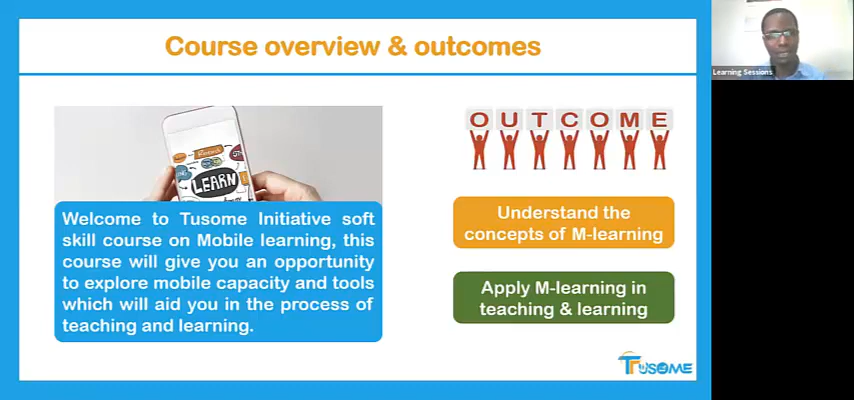 Course overview & outcomes
Learning Sessions
LEARN
OUTCOME
Welcome to Tusome Initiative soft
skill course on Mobile learning, this
course will give you an opportunity
to explore mobile capacity and tools
which will aid you in the process of
teaching and learning.
Understand the
concepts of M-learning
Apply M-learning in
teaching & learning
TUSOME